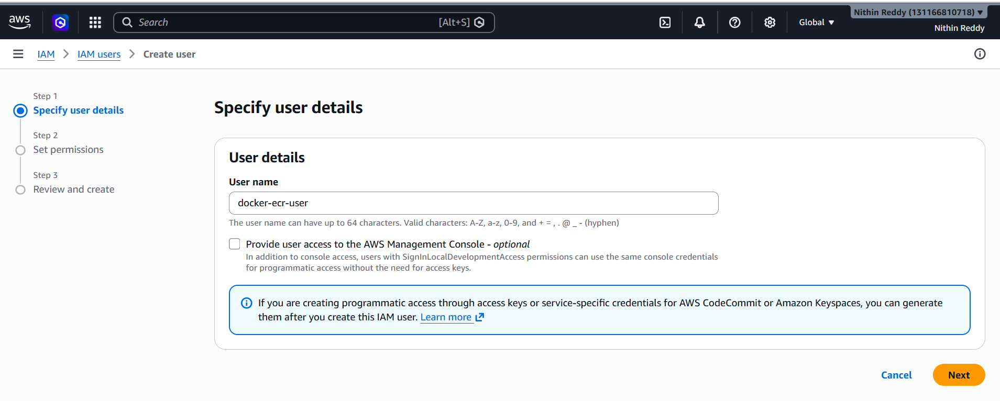 aws
Search
[Alt+S]
Global
Nithin Reddy (131166810718)
Nithin Reddy
IAM
IAM users
Create user
Step 1
Specify user details
Step 2
Set permissions
Step 3
Review and create
Specify user details
User details
User name
docker-ecr-user
The user name can have up to 64 characters. Valid characters: A-Z, a-z, 0-9, and + = , . @ _ - (hyphen)
Provide user access to the AWS Management Console - optional
In addition to console access, users with SignInLocalDevelopmentAccess permissions can use the same console credentials
for programmatic access without the need for access keys.
If you are creating programmatic access through access keys or service-specific credentials for AWS CodeCommit or Amazon Keyspaces, you can generate
them after you create this IAM user. Learn more
Cancel
Next